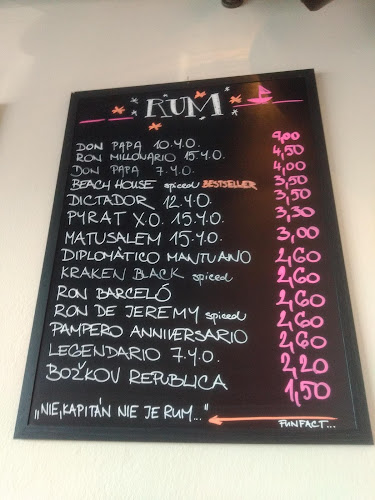 RUM
DON PAPA 10.Y.O. 9,00
RON MILLONARIO 15.Y.O. 4,50
DON PAPA 7.Y.O. 4,00
BEACH HOUSE spiced BESTSELLER 3,50
DICTADOR 12.Y.O. 3,50
PYRAT X.O. 15.Y.O. 3,30
MATUSALEM 15.Y.O. 3,00
DIPLOMÀTICO MANTUANO 2,60
KRAKEN BLACK spiced 2,60
RON BARCELÓ 2,60
RON DE JEREMY spiced 2,60
PAMPERO ANNIVERSARIO 2,60
LEGENDARIO 7.Y.O. 2,20
BOŽKOV REPUBLICA 1,50
„NIE, KAPITÁN NIE JE RUM..."
FUNFACT...